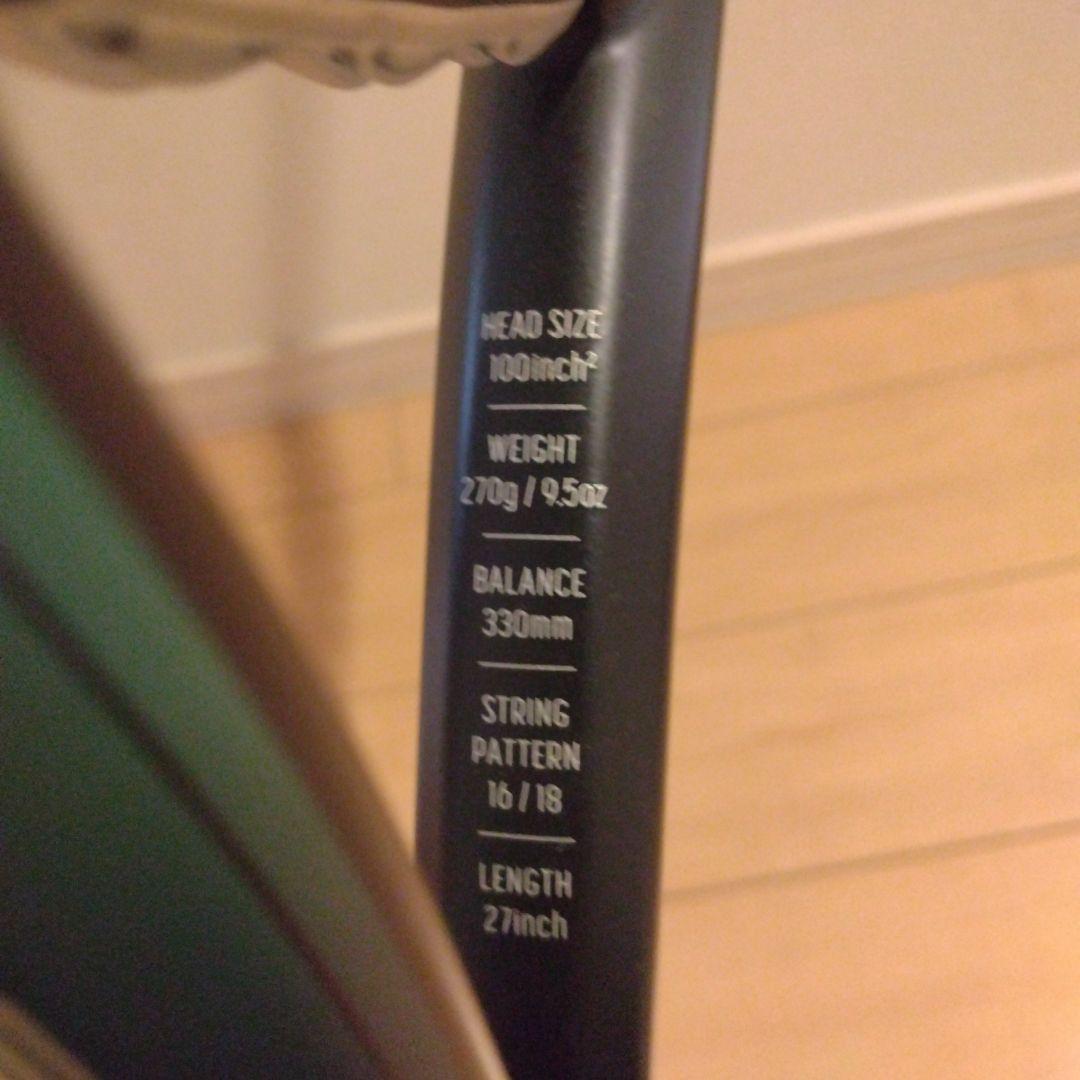 HEAD SIZE
100inch²
WEIGHT
270g / 9.5oz
BALANCE
330mm
STRING
PATTERN
16 / 18
LENGTH
27inch